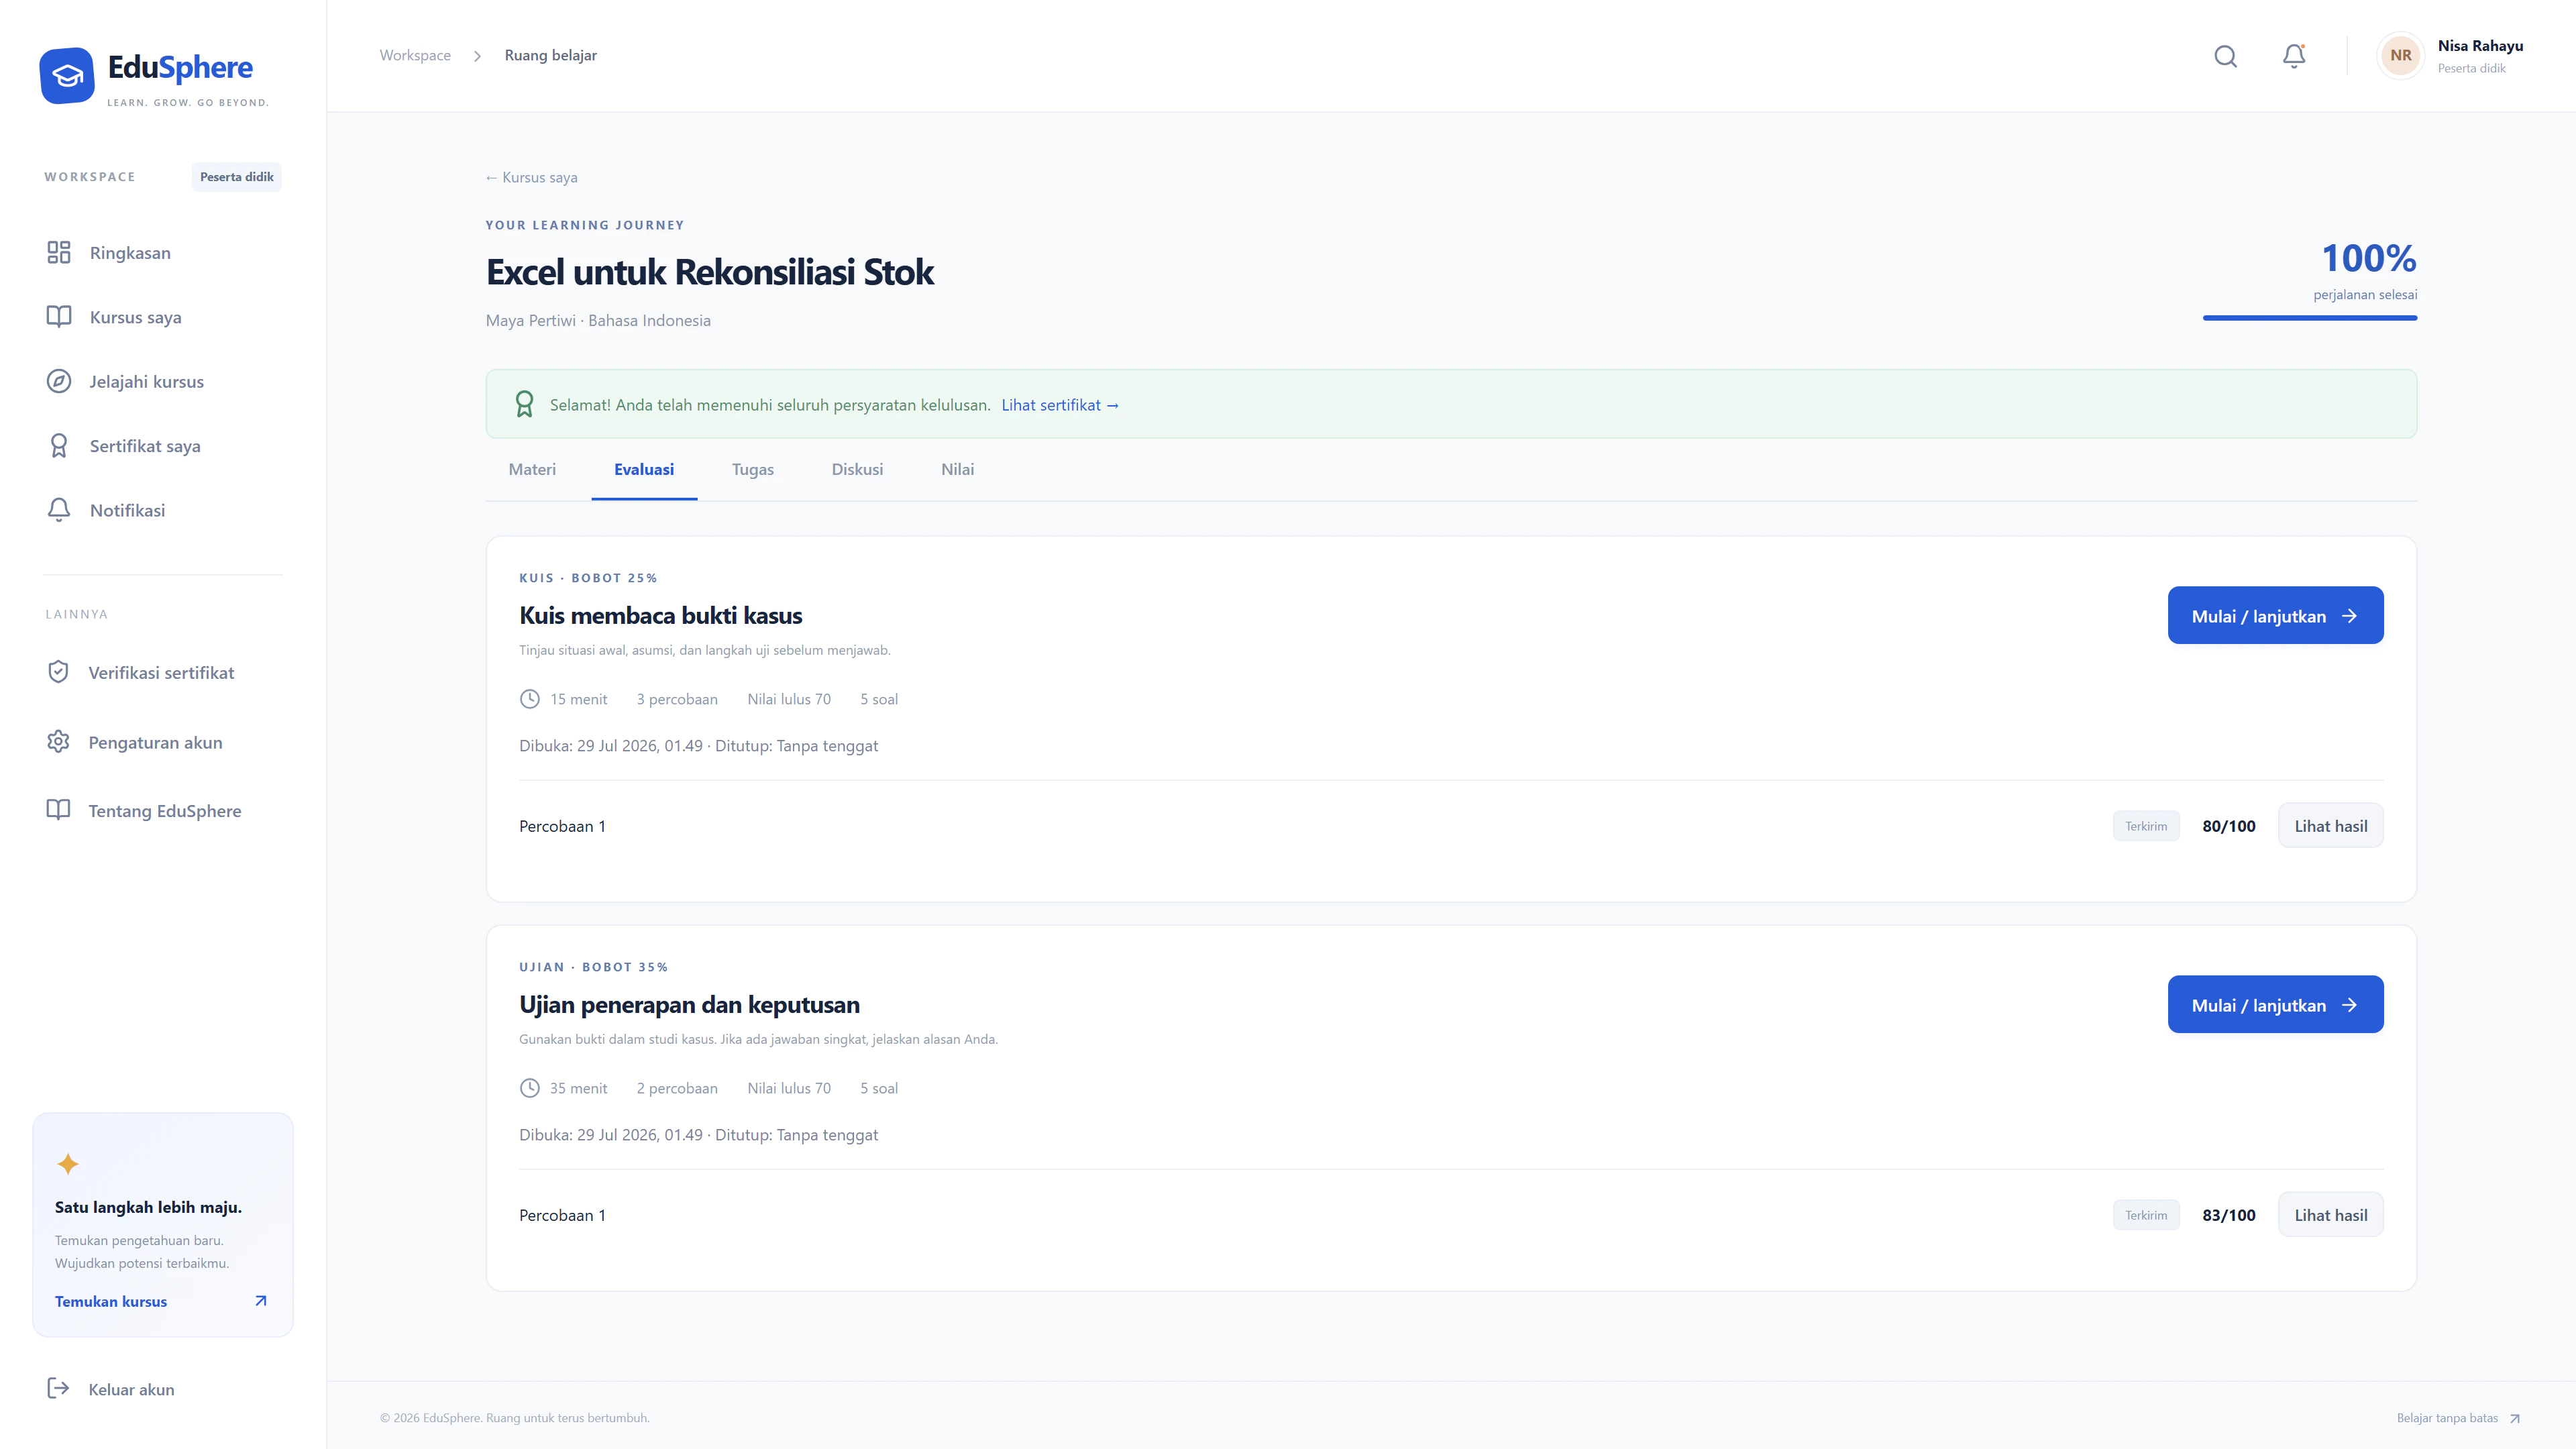 EduSphere
LEARN. GROW. GO BEYOND.
WORKSPACE
Peserta didik
Ringkasan
Kursus saya
Jelajahi kursus
Sertifikat saya
Notifikasi
LAINNYA
Verifikasi sertifikat
Pengaturan akun
Tentang EduSphere
Satu langkah lebih maju.
Temukan pengetahuan baru.
Wujudkan potensi terbaikmu.
Temukan kursus
Keluar akun
Workspace
Ruang belajar
NR
Nisa Rahayu
Peserta didik
← Kursus saya
YOUR LEARNING JOURNEY
Excel untuk Rekonsiliasi Stok
Maya Pertiwi · Bahasa Indonesia
100%
perjalanan selesai
Selamat! Anda telah memenuhi seluruh persyaratan kelulusan. Lihat sertifikat →
Materi
Evaluasi
Tugas
Diskusi
Nilai
KUIS · BOBOT 25%
Kuis membaca bukti kasus
Tinjau situasi awal, asumsi, dan langkah uji sebelum menjawab.
Mulai / lanjutkan
15 menit
3 percobaan
Nilai lulus 70
5 soal
Dibuka: 29 Jul 2026, 01.49 · Ditutup: Tanpa tenggat
Percobaan 1
Terkirim
80/100
Lihat hasil
UJIAN · BOBOT 35%
Ujian penerapan dan keputusan
Gunakan bukti dalam studi kasus. Jika ada jawaban singkat, jelaskan alasan Anda.
Mulai / lanjutkan
35 menit
2 percobaan
Nilai lulus 70
5 soal
Dibuka: 29 Jul 2026, 01.49 · Ditutup: Tanpa tenggat
Percobaan 1
Terkirim
83/100
Lihat hasil
© 2026 EduSphere. Ruang untuk terus bertumbuh.
Belajar tanpa batas